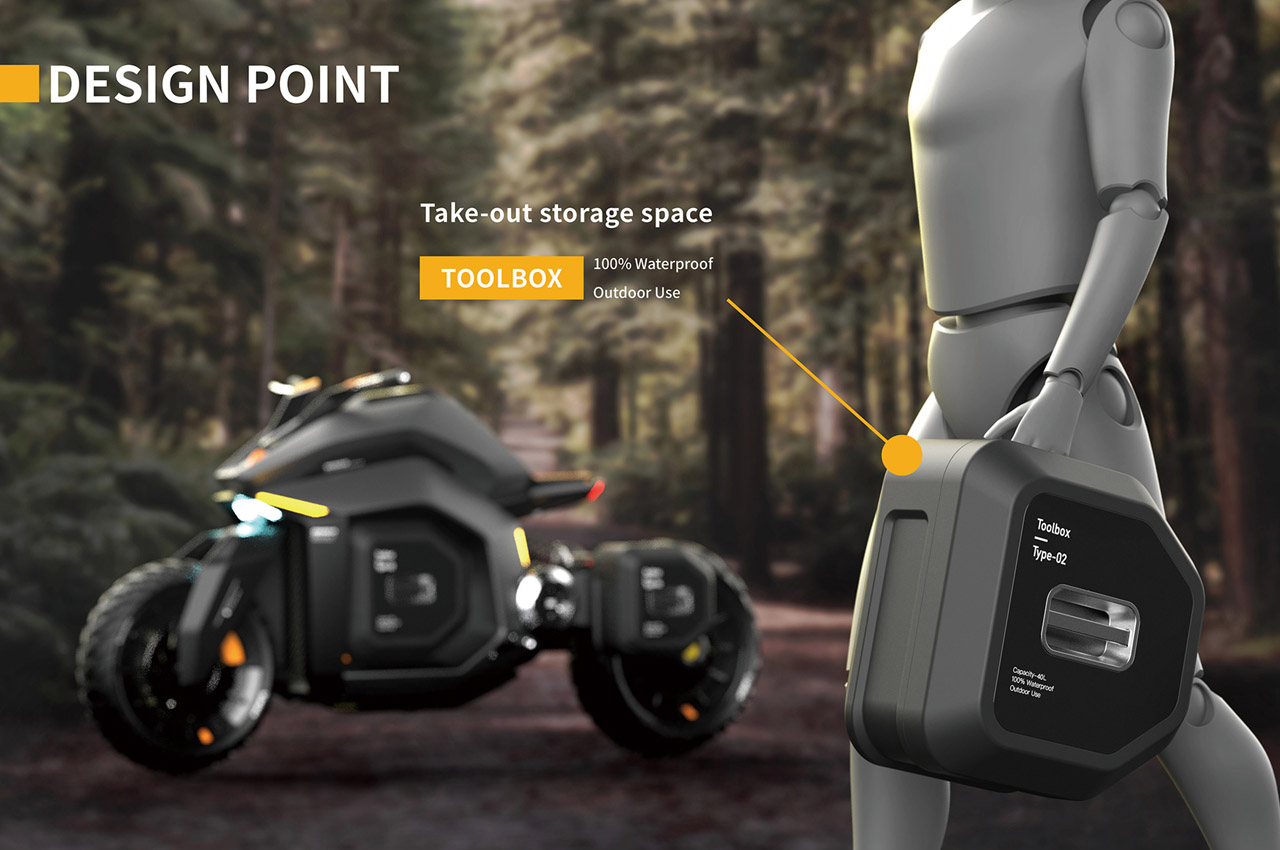 DESIGN POINT
Take-out storage space
TOOLBOX
100% Waterproof
Outdoor Use
Toolbox
Type-02
Capacity-40L
100% Waterproof
Outdoor Use